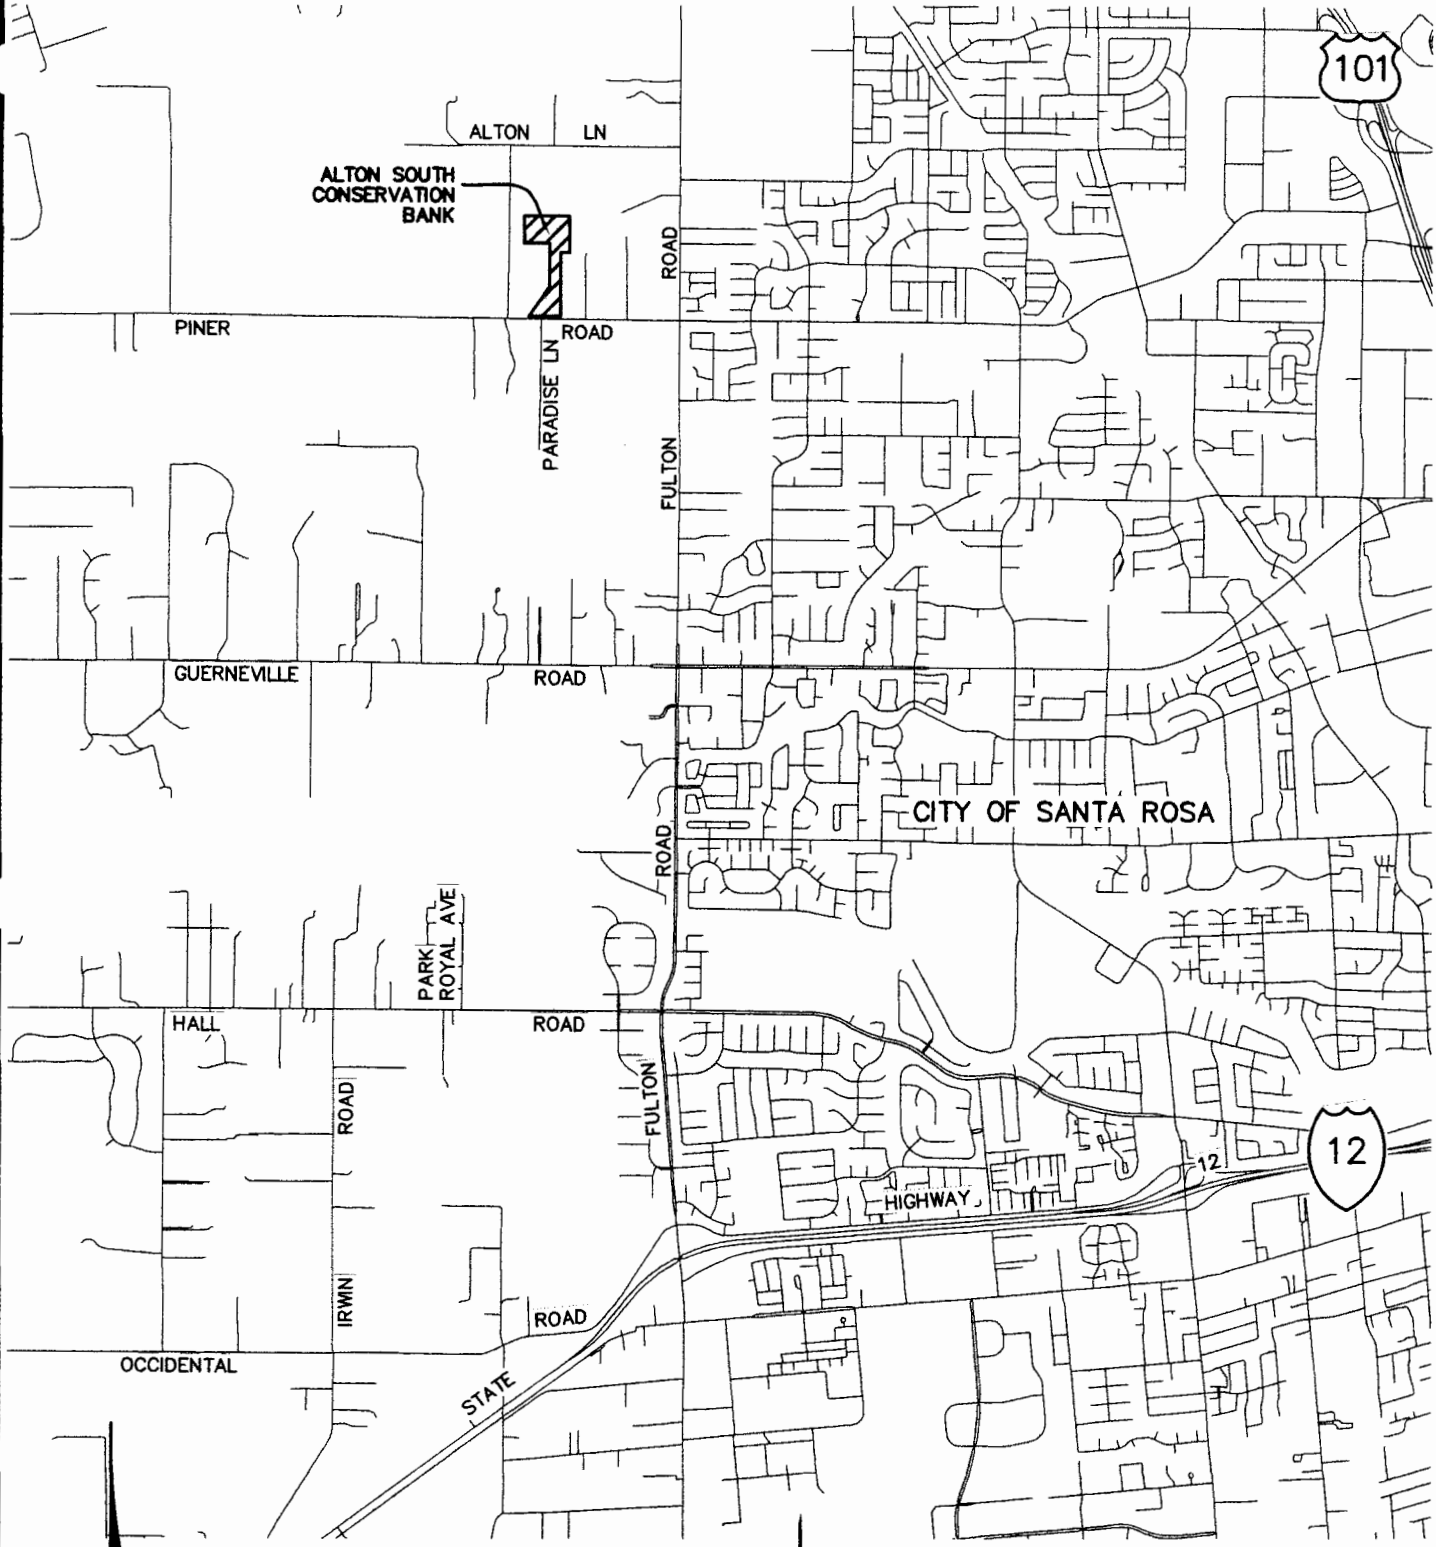 101
ALTON LN
ALTON SOUTH
CONSERVATION
BANK
ROAD
PINER
ROAD
PARADISE LN
FULTON
GUERNEVILLE
ROAD
CITY OF SANTA ROSA
ROAD
PARK
ROYAL AVE
HALL
ROAD
FULTON
ROAD
12
12
HIGHWAY
IRWIN
ROAD
OCCIDENTAL
STATE